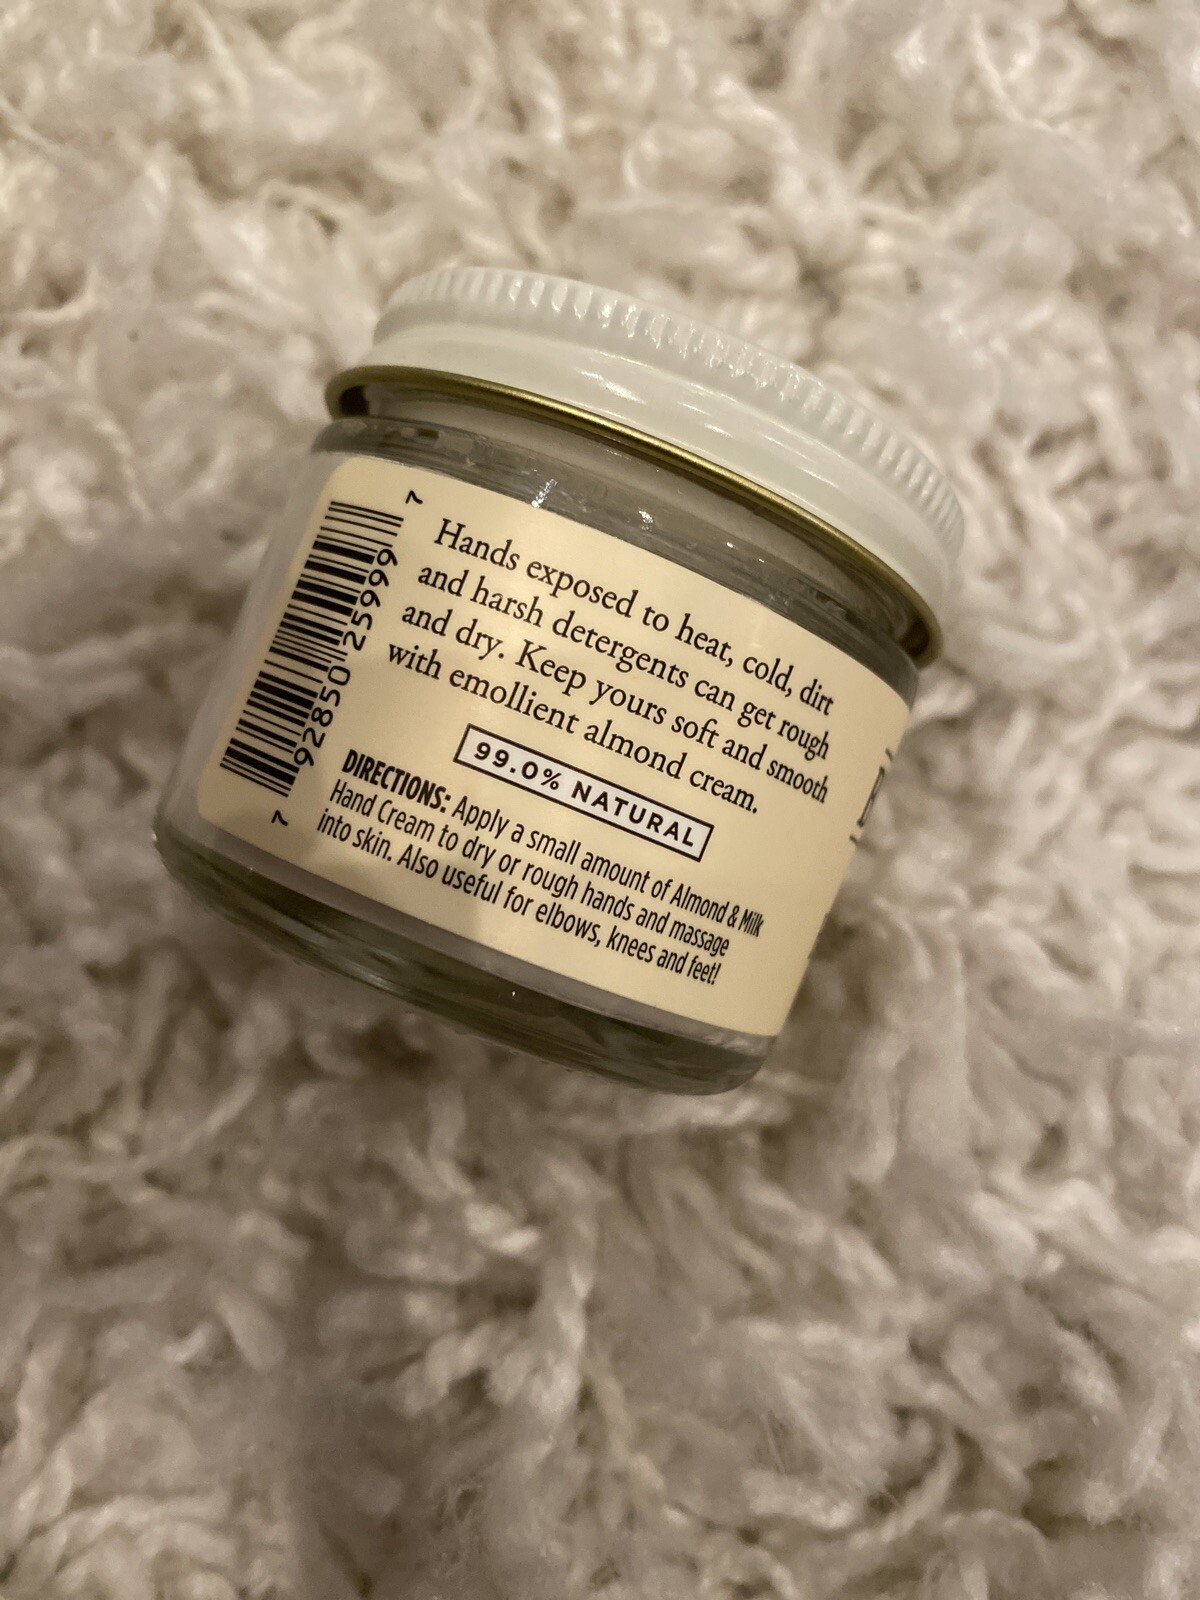 Hands exposed to heat, cold, dirt
and harsh detergents can get rough
and dry. Keep yours soft and smooth
with emollient almond cream.
99.0% NATURAL
DIRECTIONS: Apply a small amount of Almond & Milk
Hand Cream to dry or rough hands and massage
into skin. Also useful for elbows, knees and feet!
7 92850 25999 7